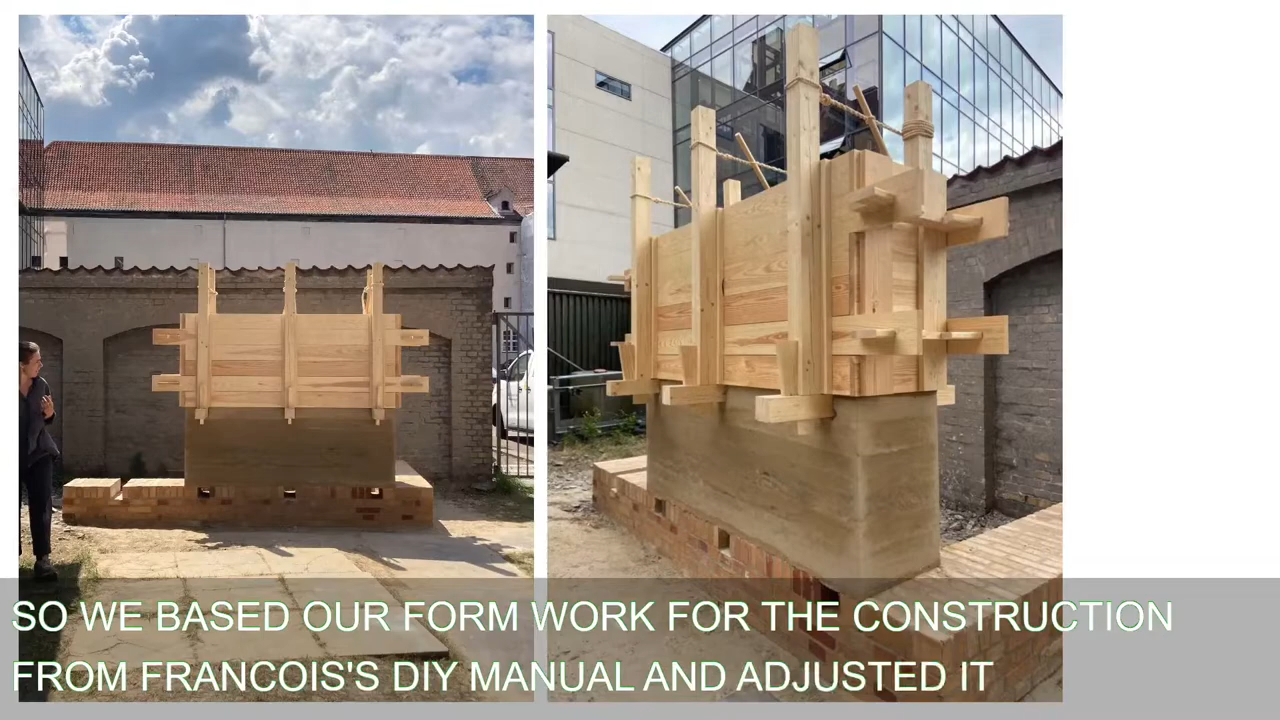 SO WE BASED OUR FORM WORK FOR THE CONSTRUCTION
FROM FRANCOIS'S DIY MANUAL AND ADJUSTED IT